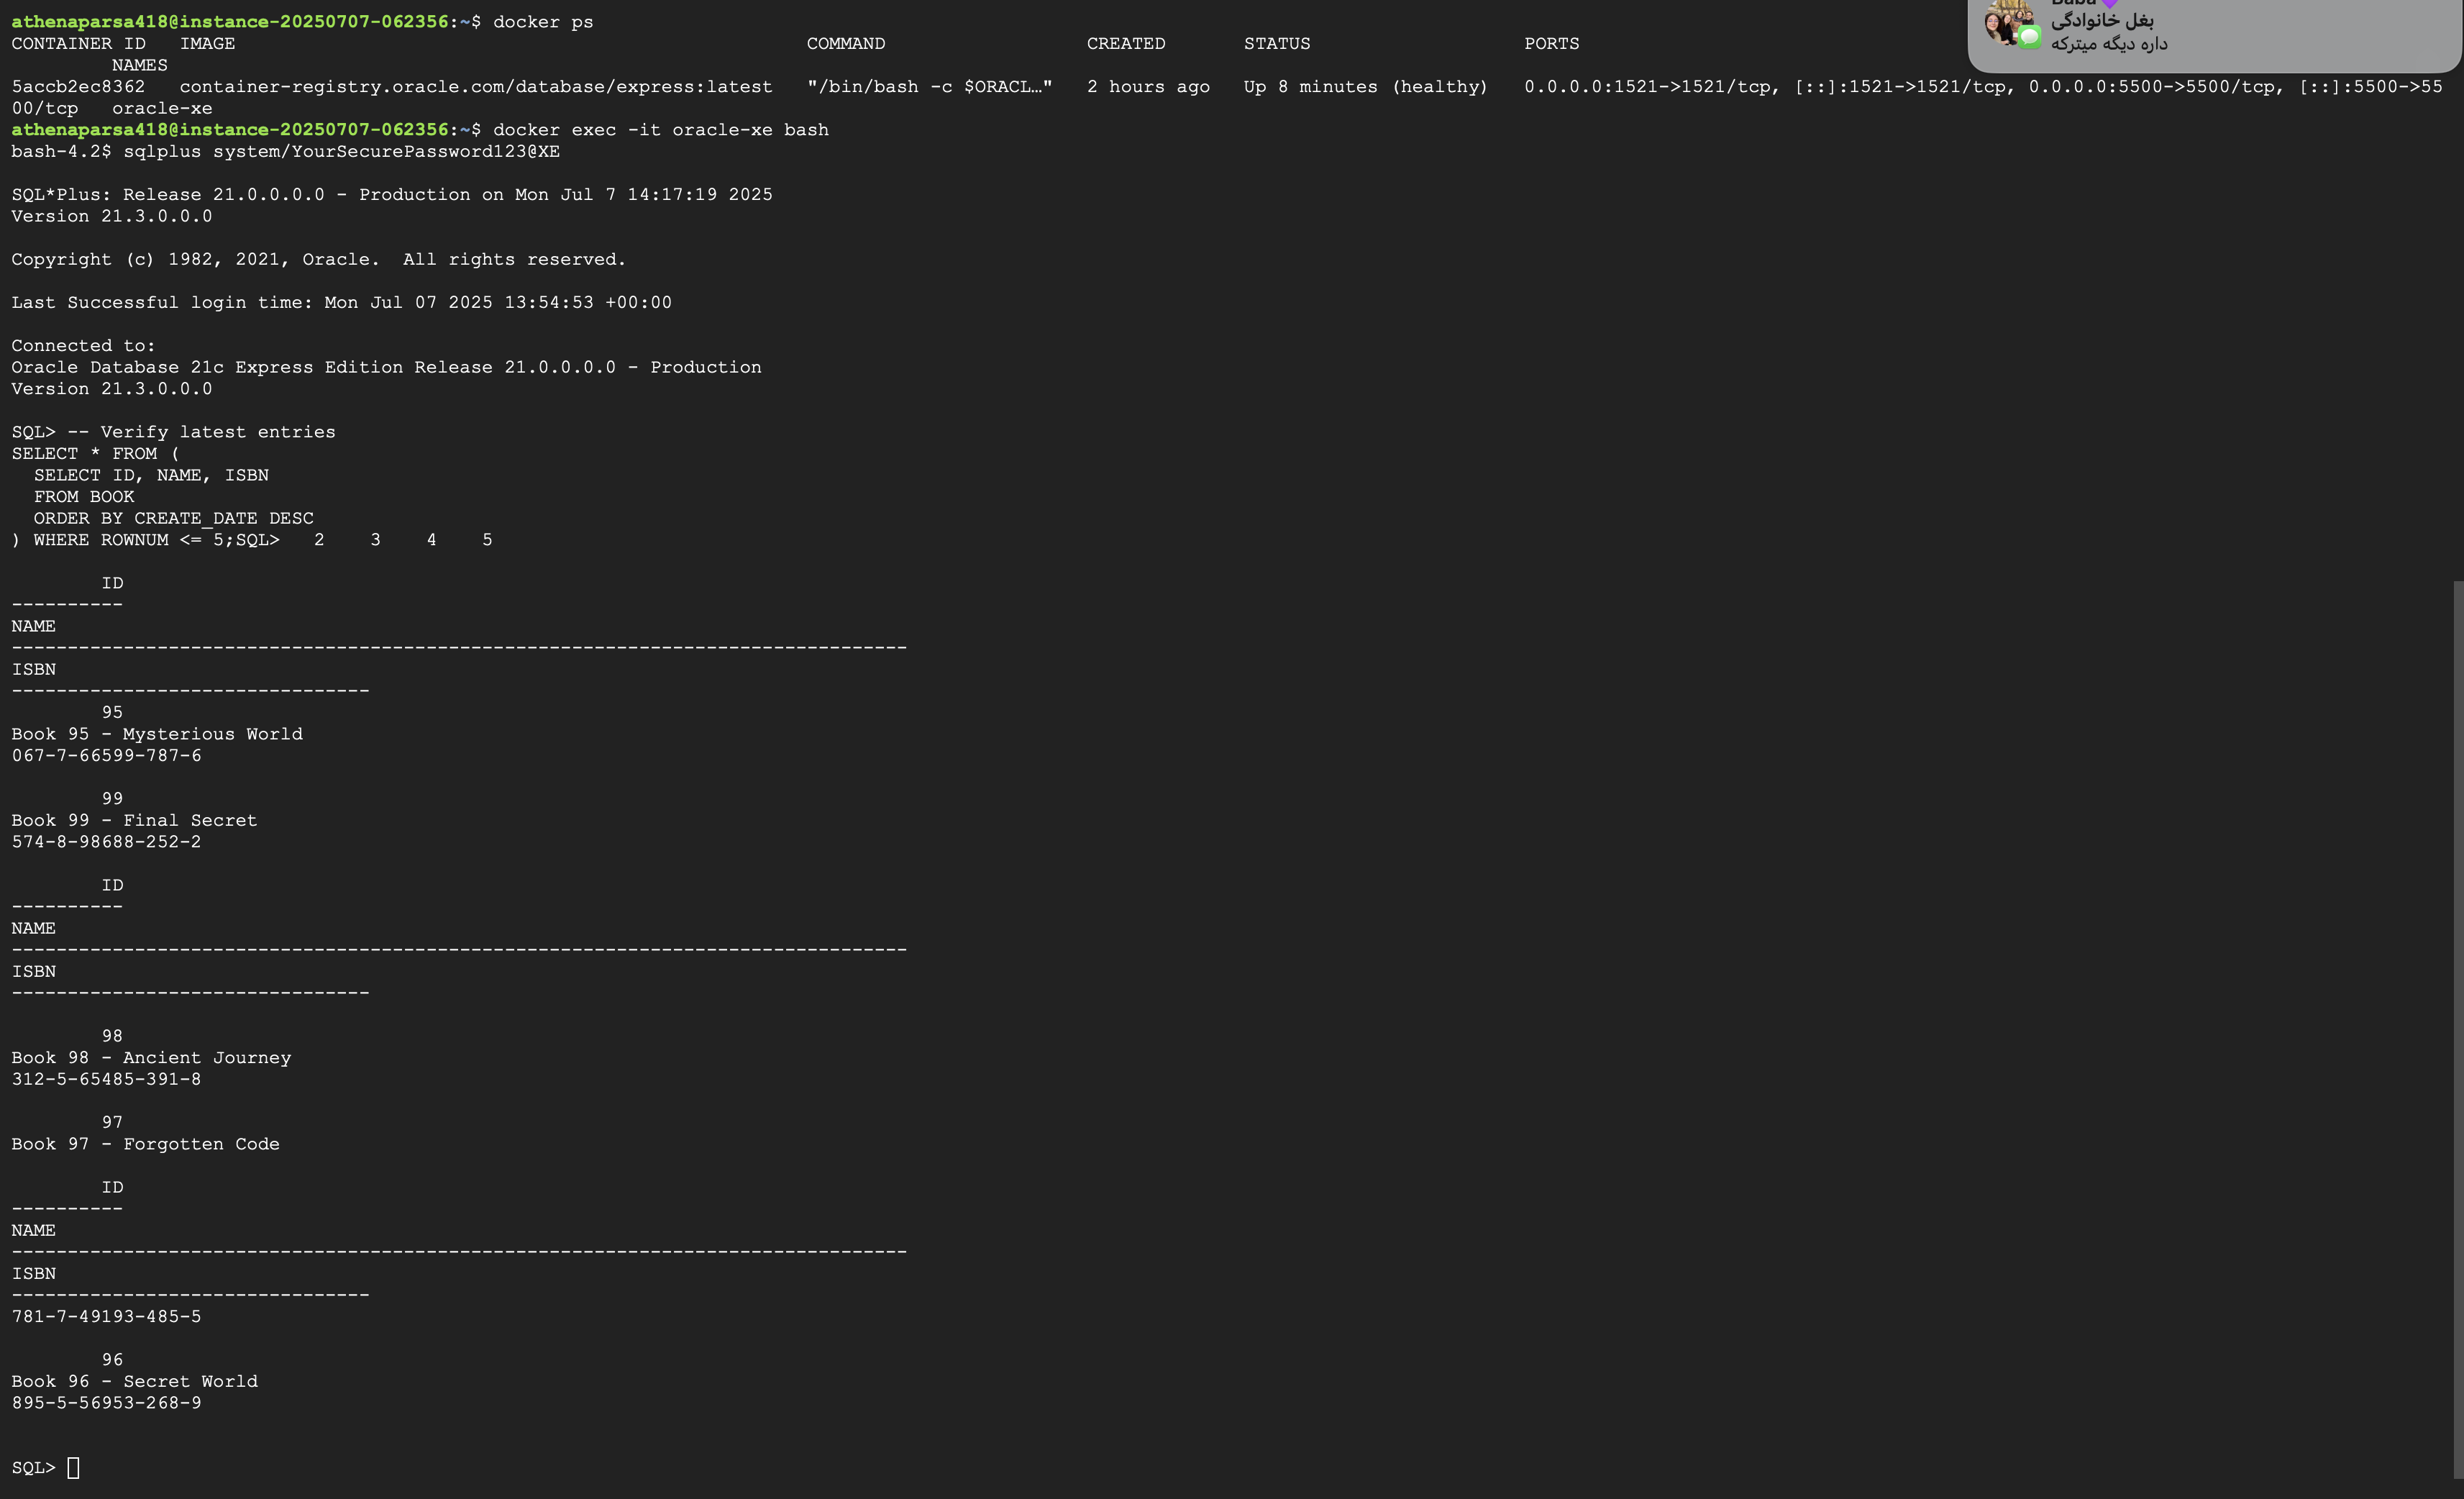 athenaparsa418@instance-20250707-062356:~$ docker ps
CONTAINER ID   IMAGE                                                   COMMAND                  CREATED       STATUS                   PORTS
         NAMES
5accb2ec8362   container-registry.oracle.com/database/express:latest   "/bin/bash -c $ORACL…"   2 hours ago   Up 8 minutes (healthy)   0.0.0.0:1521->1521/tcp, [::]:1521->1521/tcp, 0.0.0.0:5500->5500/tcp, [::]:5500->55
00/tcp   oracle-xe
athenaparsa418@instance-20250707-062356:~$ docker exec -it oracle-xe bash
bash-4.2$ sqlplus system/YourSecurePassword123@XE
SQL*Plus: Release 21.0.0.0.0 - Production on Mon Jul 7 14:17:19 2025
Version 21.3.0.0.0
Copyright (c) 1982, 2021, Oracle.  All rights reserved.
Last Successful login time: Mon Jul 07 2025 13:54:53 +00:00
Connected to:
Oracle Database 21c Express Edition Release 21.0.0.0.0 - Production
Version 21.3.0.0.0
SQL> -- Verify latest entries
SELECT * FROM (
  SELECT ID, NAME, ISBN
  FROM BOOK
  ORDER BY CREATE_DATE DESC
) WHERE ROWNUM <= 5;SQL>   2    3    4    5
        ID
----------
NAME
--------------------------------------------------------------------------------
ISBN
--------------------------------
        95
Book 95 - Mysterious World
067-7-66599-787-6
        99
Book 99 - Final Secret
574-8-98688-252-2
        ID
----------
NAME
--------------------------------------------------------------------------------
ISBN
--------------------------------
        98
Book 98 - Ancient Journey
312-5-65485-391-8
        97
Book 97 - Forgotten Code
        ID
----------
NAME
--------------------------------------------------------------------------------
ISBN
--------------------------------
781-7-49193-485-5
        96
Book 96 - Secret World
895-5-56953-268-9
SQL>
Baba💜
بغل خانوادگی
داره دیگه میترکه